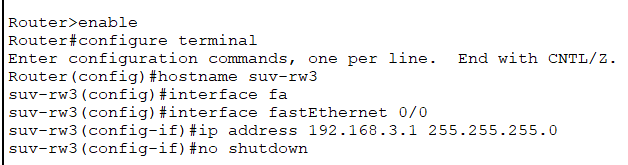 Router>enable
Router#configure terminal
Enter configuration commands, one per line.  End with CNTL/Z.
Router(config)#hostname suv-rw3
suv-rw3(config)#interface fa
suv-rw3(config)#interface fastEthernet 0/0
suv-rw3(config-if)#ip address 192.168.3.1 255.255.255.0
suv-rw3(config-if)#no shutdown